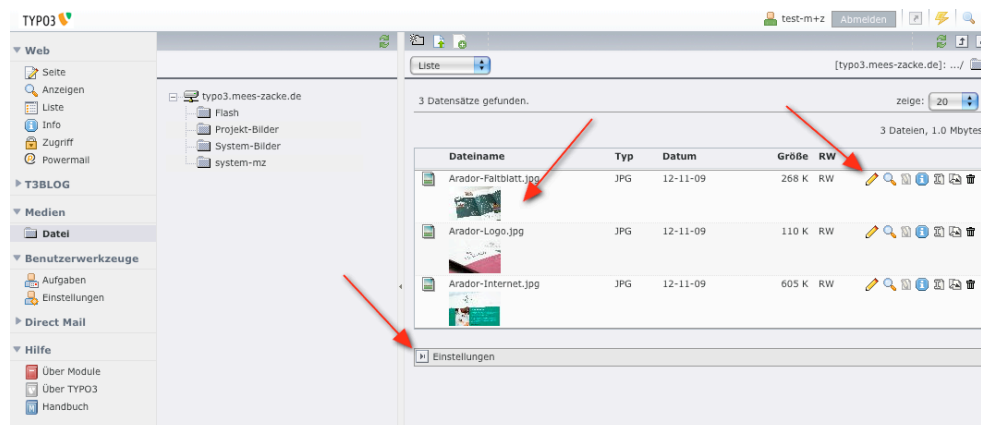 TYPO3
test-m+z
Abmelden
Web
Seite
Anzeigen
Liste
Info
Zugriff
Powermail
T3BLOG
Medien
Datei
Benutzerwerkzeuge
Aufgaben
Einstellungen
Direct Mail
Hilfe
Über Module
Über TYPO3
Handbuch
typo3.mees-zacke.de
Flash
Projekt-Bilder
System-Bilder
system-mz
Liste
[typo3.mees-zacke.de]: .../
3 Datensätze gefunden.
zeige: 20
3 Dateien, 1.0 Mbytes
Dateiname Typ Datum Größe RW
Arador-Faltblatt.jpg JPG 12-11-09 268 K RW
Arador-Logo.jpg JPG 12-11-09 110 K RW
Arador-Internet.jpg JPG 12-11-09 605 K RW
Einstellungen